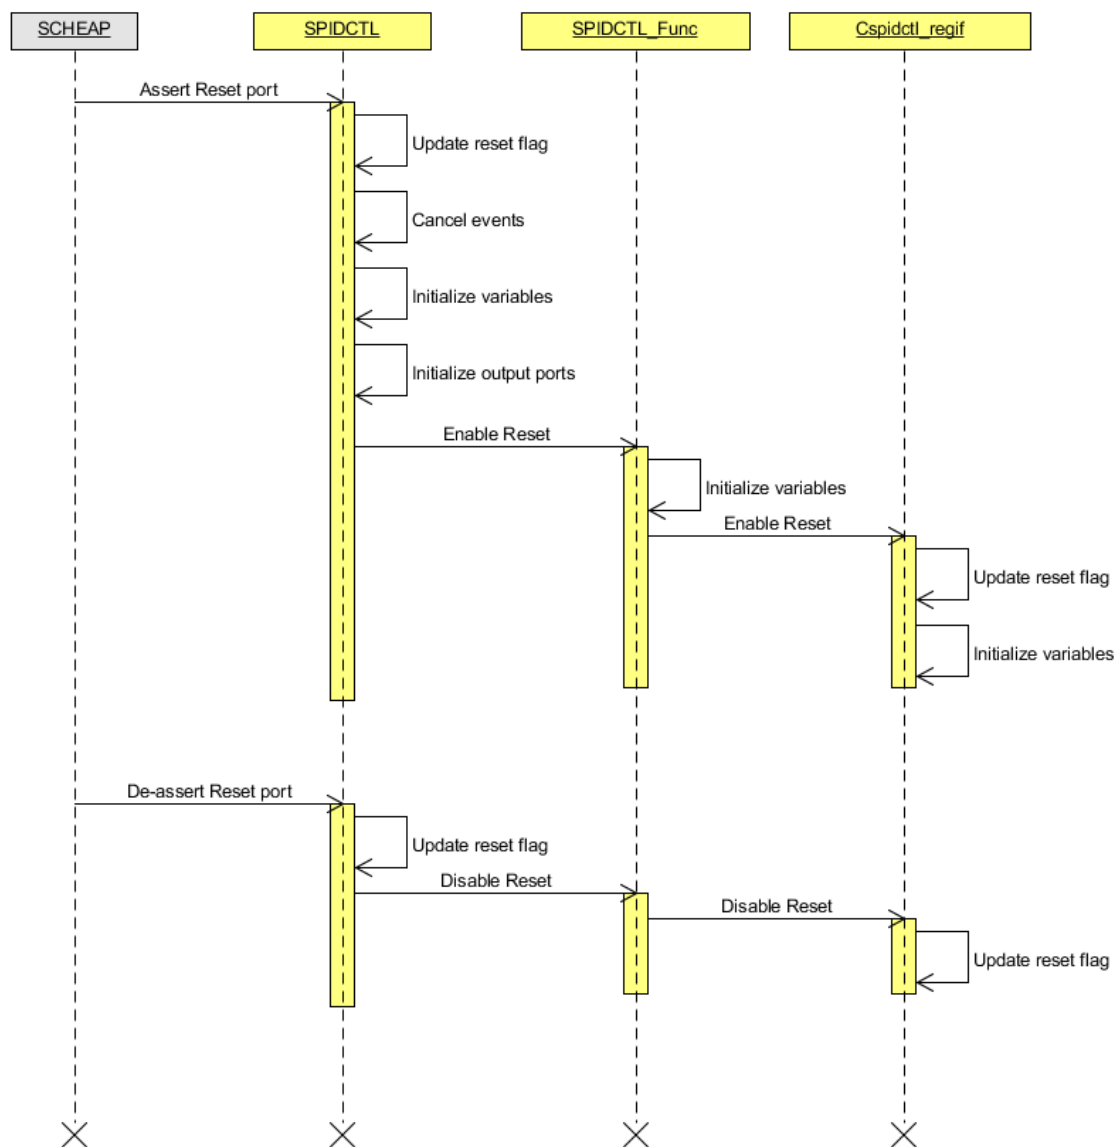 SCHEAP
SPIDCTL
SPIDCTL_Func
Cspidctl_regif
Assert Reset port
Update reset flag
Cancel events
Initialize variables
Initialize output ports
Enable Reset
Initialize variables
Enable Reset
Update reset flag
Initialize variables
De-assert Reset port
Update reset flag
Disable Reset
Disable Reset
Update reset flag